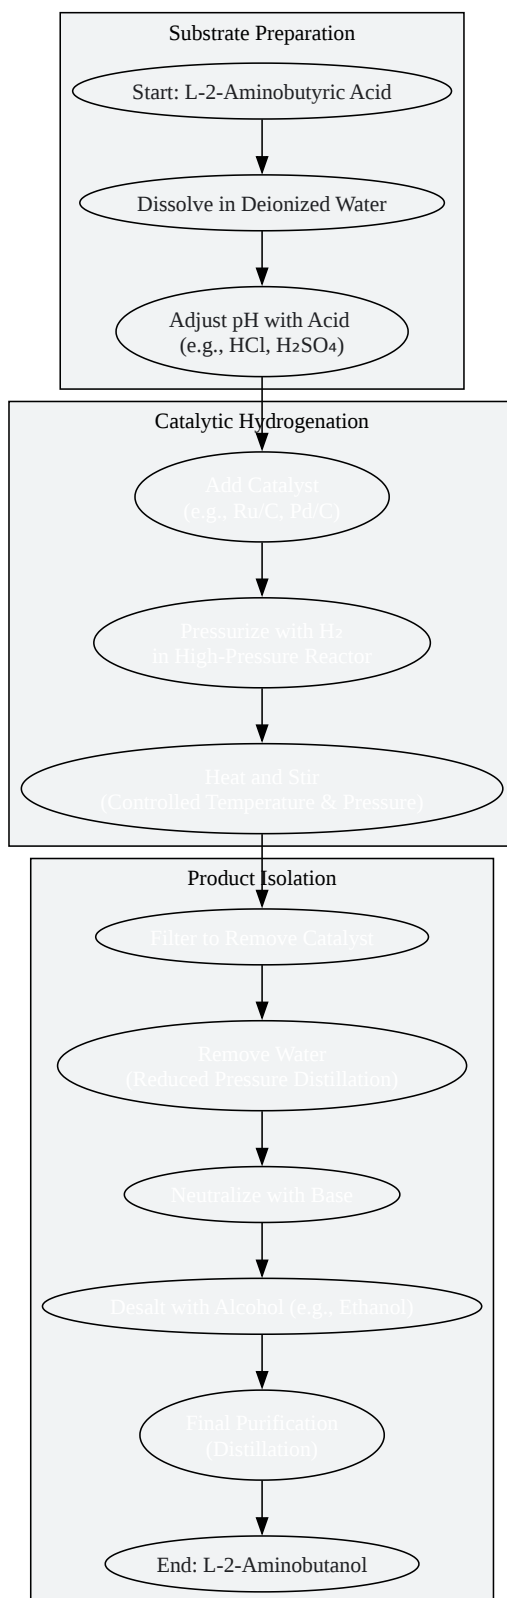 Substrate Preparation
Start: L-2-Aminobutyric Acid
Dissolve in Deionized Water
Adjust pH with Acid
(e.g., HCl, H₂SO₄)
Catalytic Hydrogenation
Add Catalyst
(e.g., Ru/C, Pd/C)
Pressurize with H₂
in High-Pressure Reactor
Heat and Stir
(Controlled Temperature & Pressure)
Product Isolation
Filter to Remove Catalyst
Remove Water
(Reduced Pressure Distillation)
Neutralize with Base
Desalt with Alcohol (e.g., Ethanol)
Final Purification
(Distillation)
End: L-2-Aminobutanol